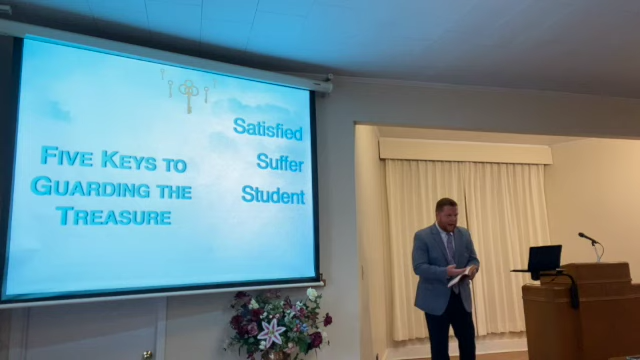 Five Keys to
Guarding the
Treasure
Satisfied
Suffer
Student